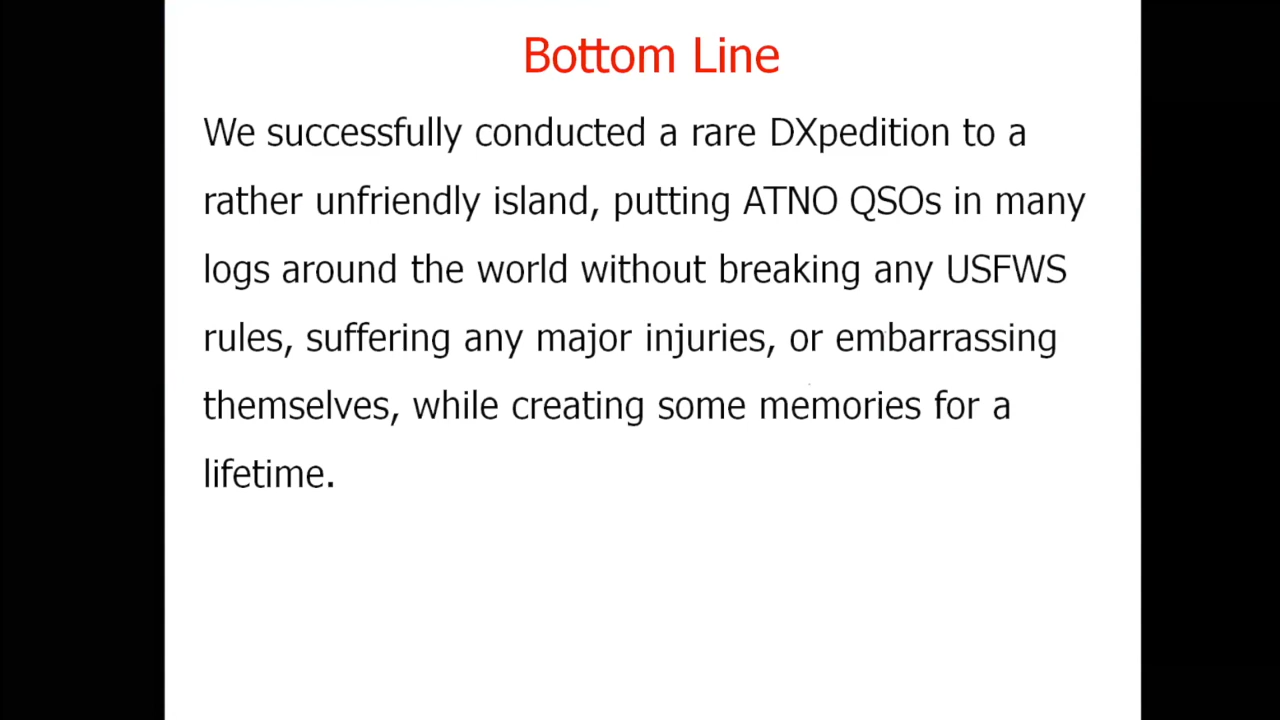 Bottom Line
We successfully conducted a rare DXpedition to a
rather unfriendly island, putting ATNO QSOs in many
logs around the world without breaking any USFWS
rules, suffering any major injuries, or embarrassing
themselves, while creating some memories for a
lifetime.